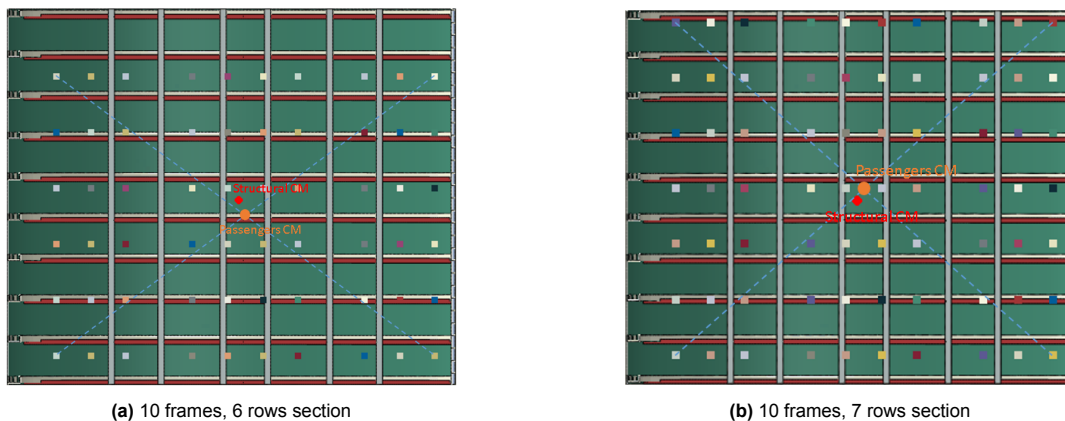 Structural CM
Passengers CM
(a) 10 frames, 6 rows section
Passengers CM
Structural CM
(b) 10 frames, 7 rows section